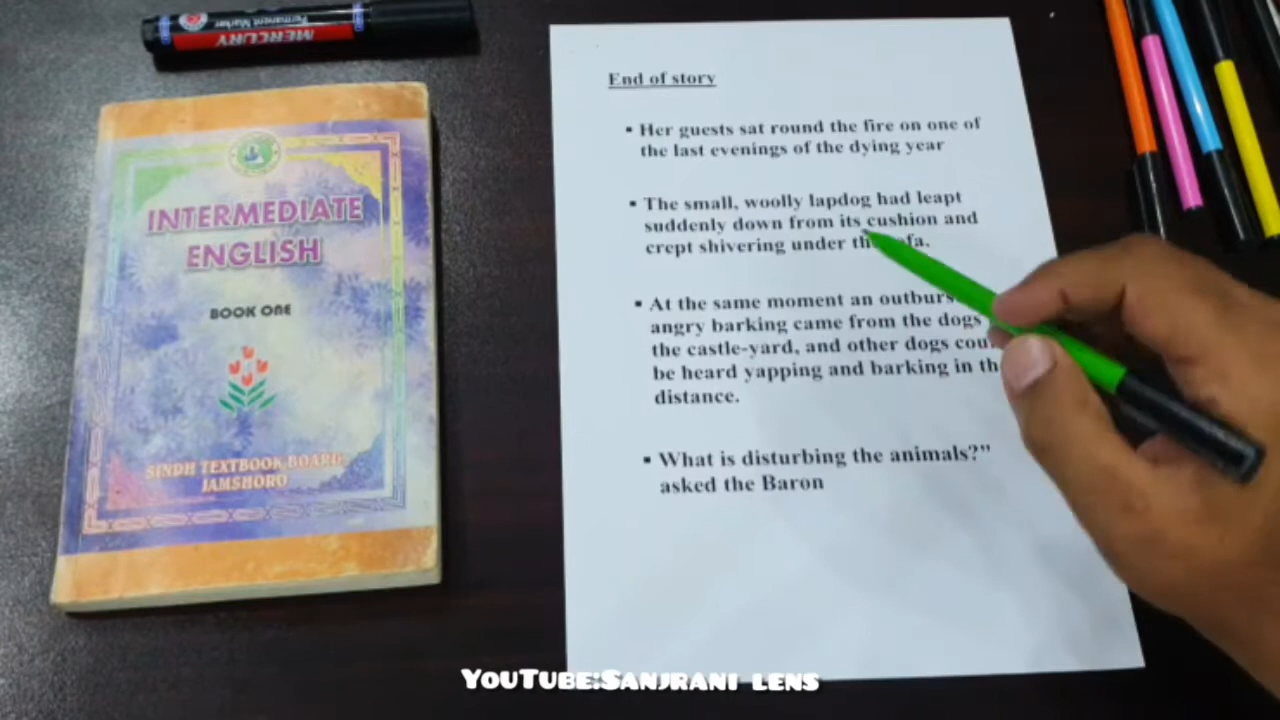 MERCURY
Permanent Marker
INTERMEDIATE
ENGLISH
BOOK ONE
SINDH TEXTBOOK BOARD
JAMSHORO
End of story
▪ Her guests sat round the fire on one of
the last evenings of the dying year
▪ The small, woolly lapdog had leapt
suddenly down from its cushion and
crept shivering under
▪ At the same moment an
angry barking came from the dogs
the castle-yard, and other dogs
be heard yapping and barking in
distance.
▪ What is disturbing the animals?"
asked the Baron
YouTube:Sanjrani lens